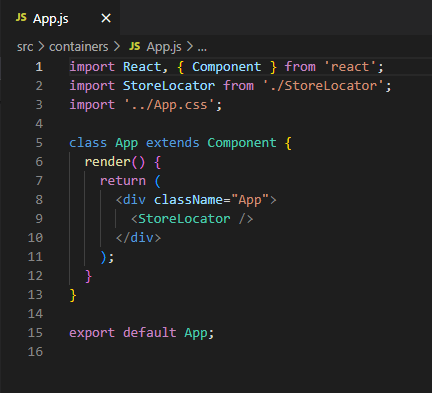 JS App.js ×
src > containers > JS App.js > ...
1 import React, { Component } from 'react';
2 import StoreLocator from './StoreLocator';
3 import '../App.css';
4
5 class App extends Component {
6   render() {
7     return (
8       <div className="App">
9         <StoreLocator />
10       </div>
11     );
12   }
13 }
14
15 export default App;
16